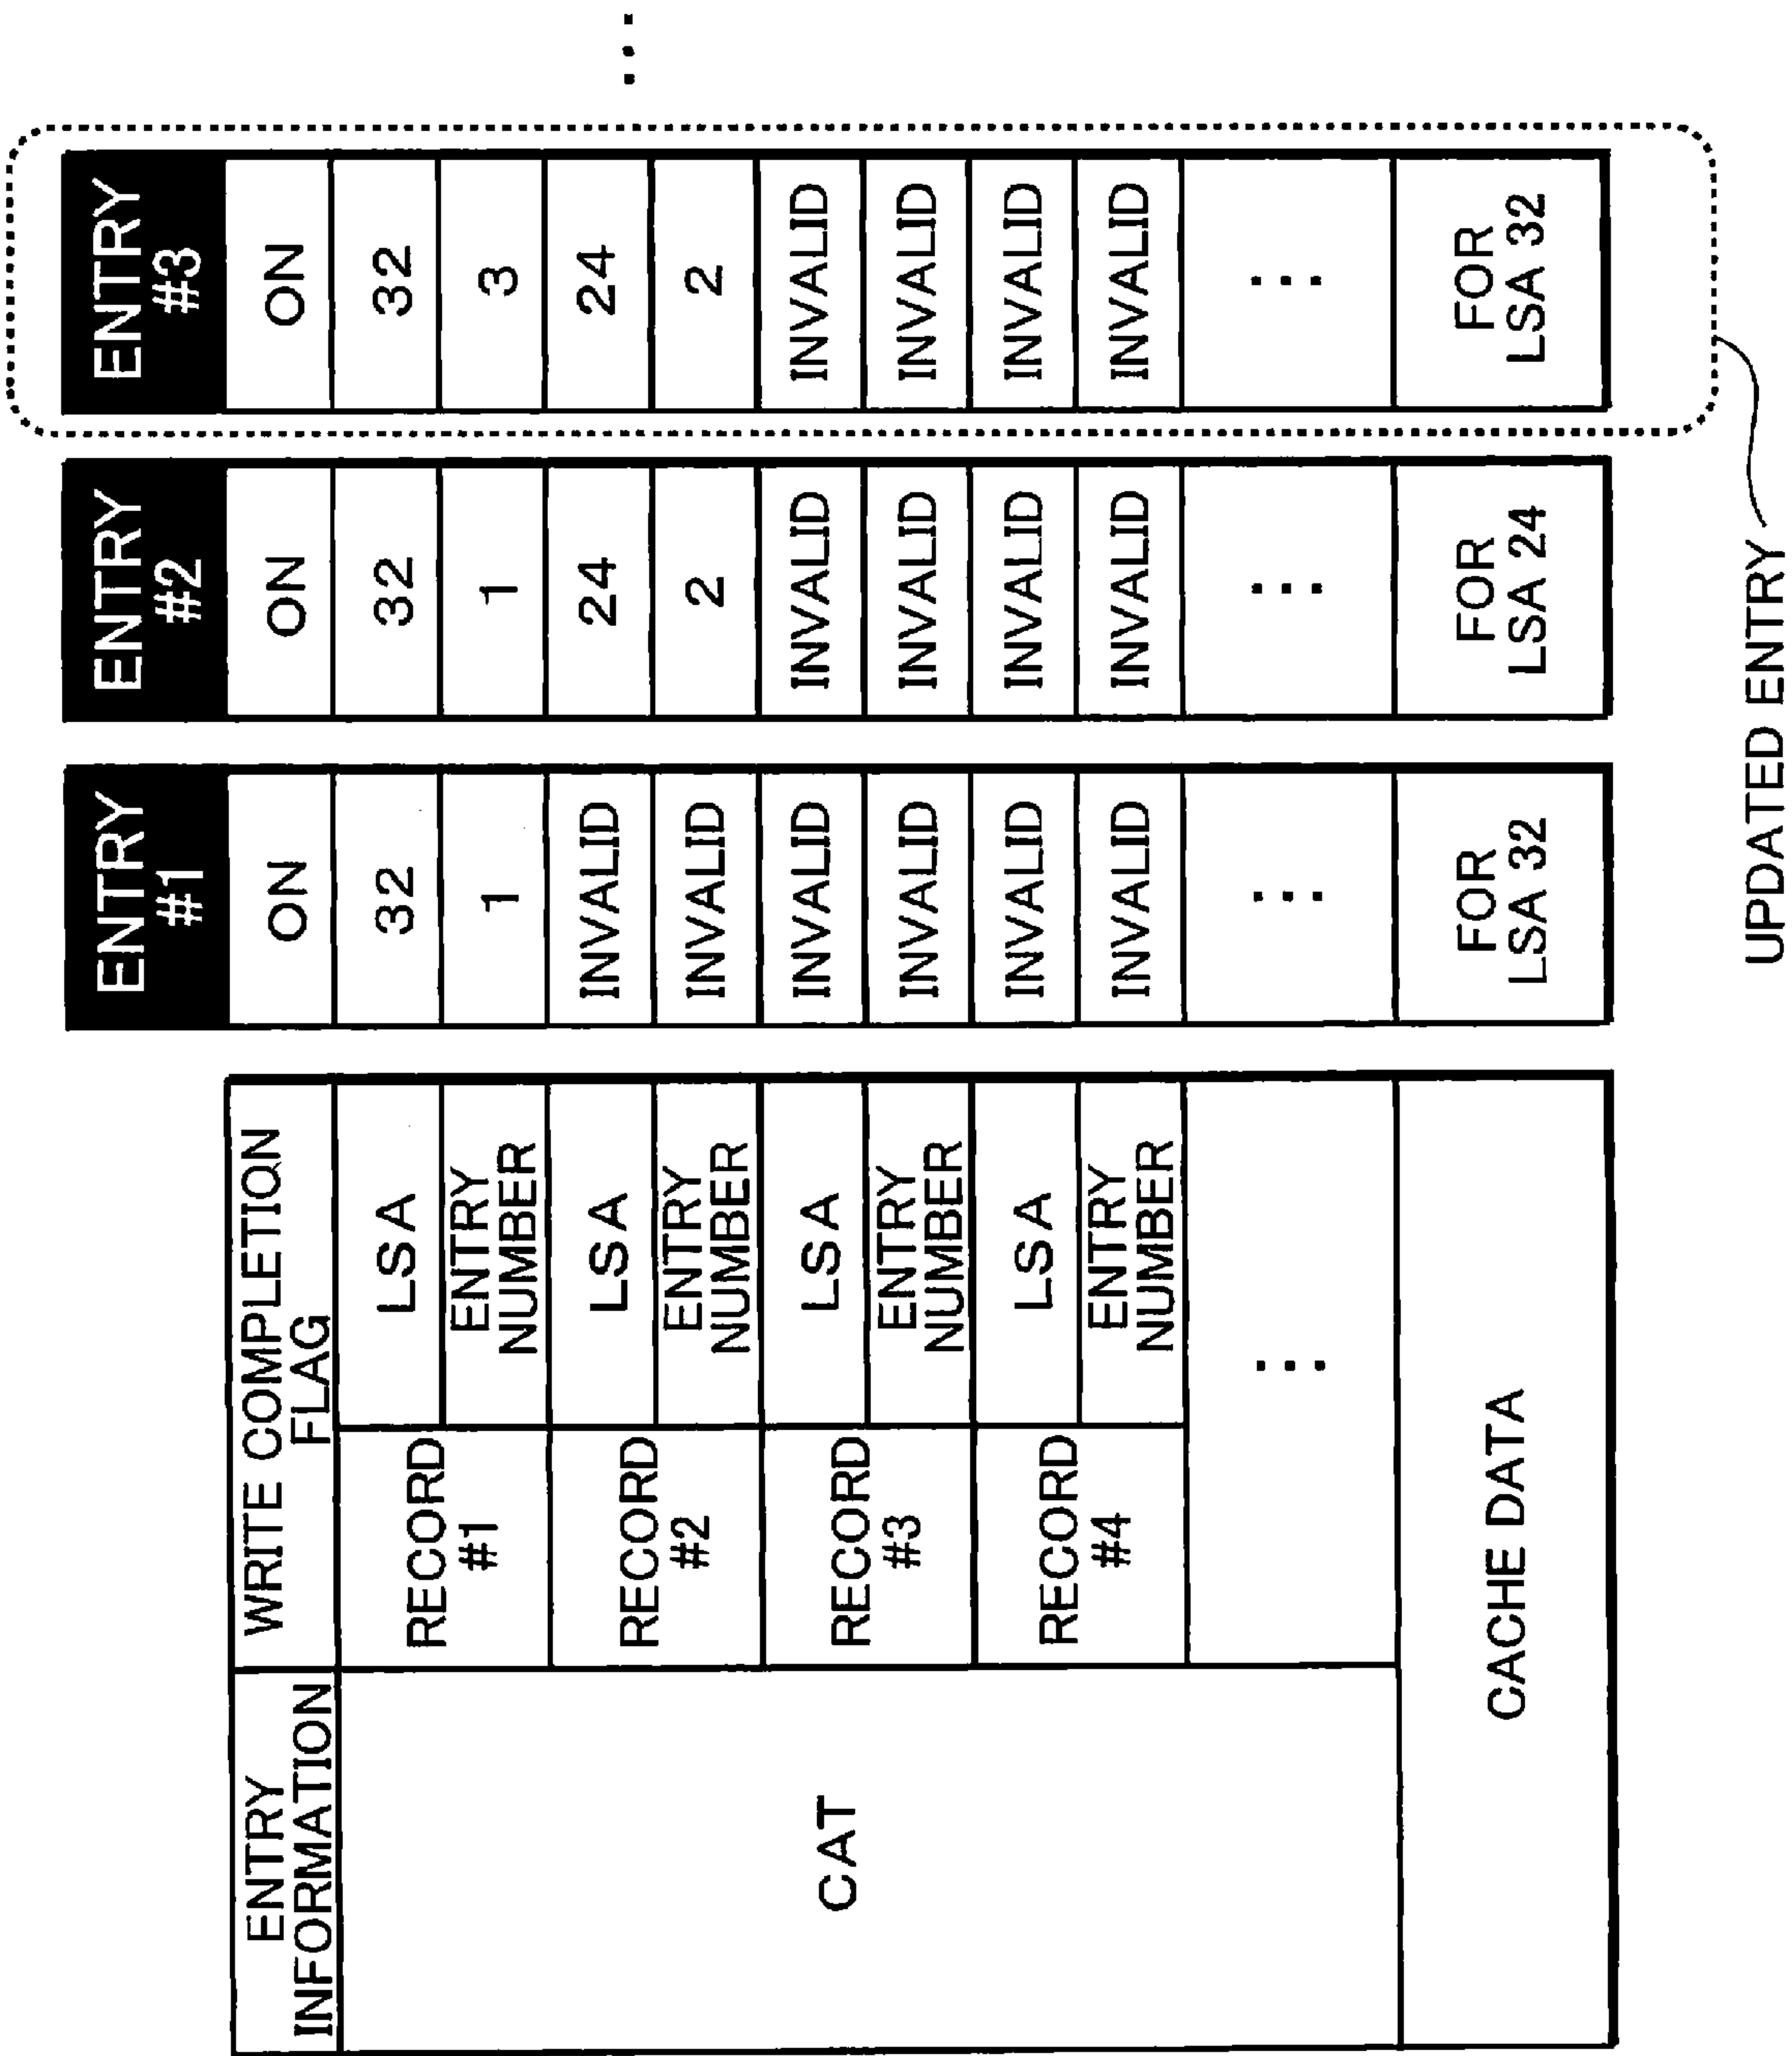 ENTRY
INFORMATION
WRITE COMPLETION
FLAG
CAT
RECORD
#1
LSA
ENTRY
NUMBER
RECORD
#2
LSA
ENTRY
NUMBER
RECORD
#3
LSA
ENTRY
NUMBER
RECORD
#4
LSA
ENTRY
NUMBER
...
CACHE DATA
ENTRY
#1
ON
32
1
INVALID
INVALID
INVALID
INVALID
INVALID
INVALID
...
FOR
LSA 32
ENTRY
#2
ON
32
1
24
2
INVALID
INVALID
INVALID
INVALID
...
FOR
LSA 24
ENTRY
#3
ON
32
3
24
2
INVALID
INVALID
INVALID
INVALID
...
FOR
LSA 32
...
UPDATED ENTRY